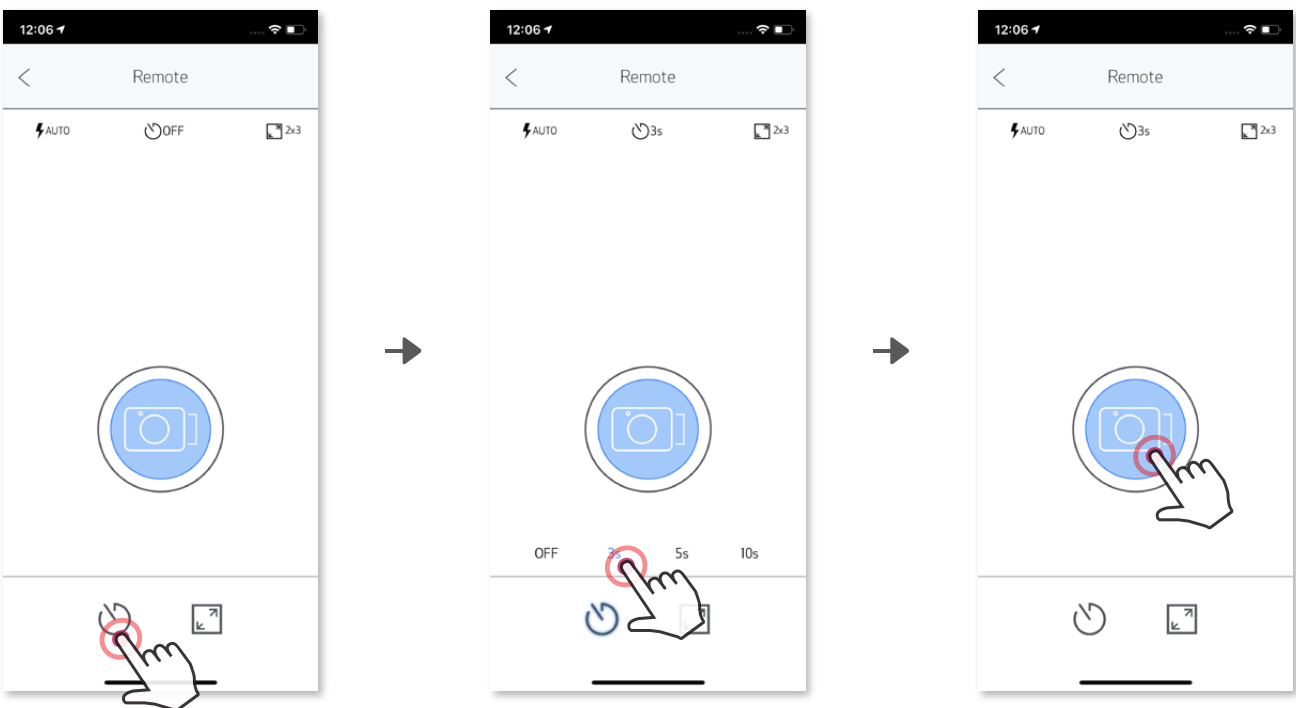 12:06
Remote
AUTO
OFF
2x3
12:06
Remote
AUTO
3s
2x3
OFF
3s
5s
10s
12:06
Remote
AUTO
3s
2x3